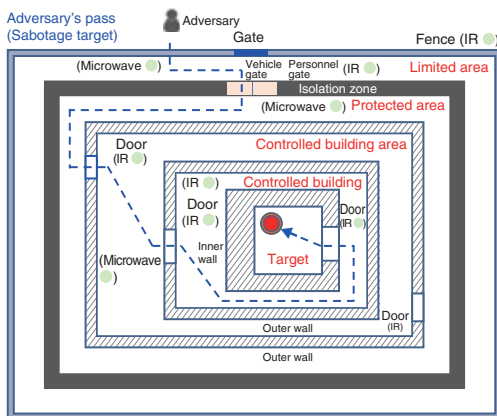 Adversary's pass
(Sabotage target)
Adversary
Gate
Fence (IR )
(Microwave )
Vehicle
gate
Personnel
gate
(IR )
Limited area
Isolation zone
(Microwave )
Protected area
Door
(IR )
Controlled building area
(IR )
Controlled building
Door
(IR )
Door
(IR )
Inner
wall
Target
(Microwave
)
Door
(IR)
Outer wall
Outer wall